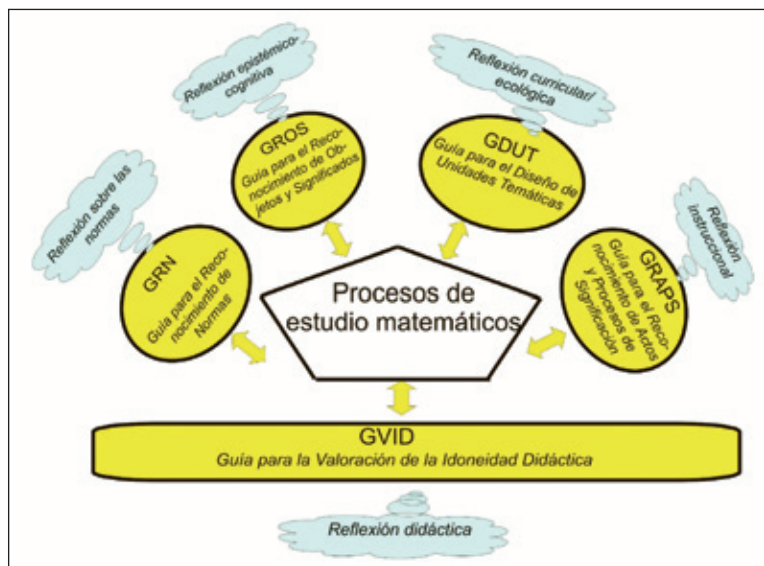 Reflexión epistémico-
cognitiva
GROS
Guía para el Reco-
nocimiento de Ob-
jetos y Significados
Reflexión curricular/
ecológica
GDUT
Guía para el Diseño de
Unidades Temáticas
Reflexión sobre las
normas
GRN
Guía para el Reco-
nocimiento de
Normas
Reflexión
instruccional
GRAPS
Guía para el Reco-
nocimiento de Actos
y Procesos de
Significación
Procesos de
estudio matemáticos
GVID
Guía para la Valoración de la Idoneidad Didáctica
Reflexión didáctica